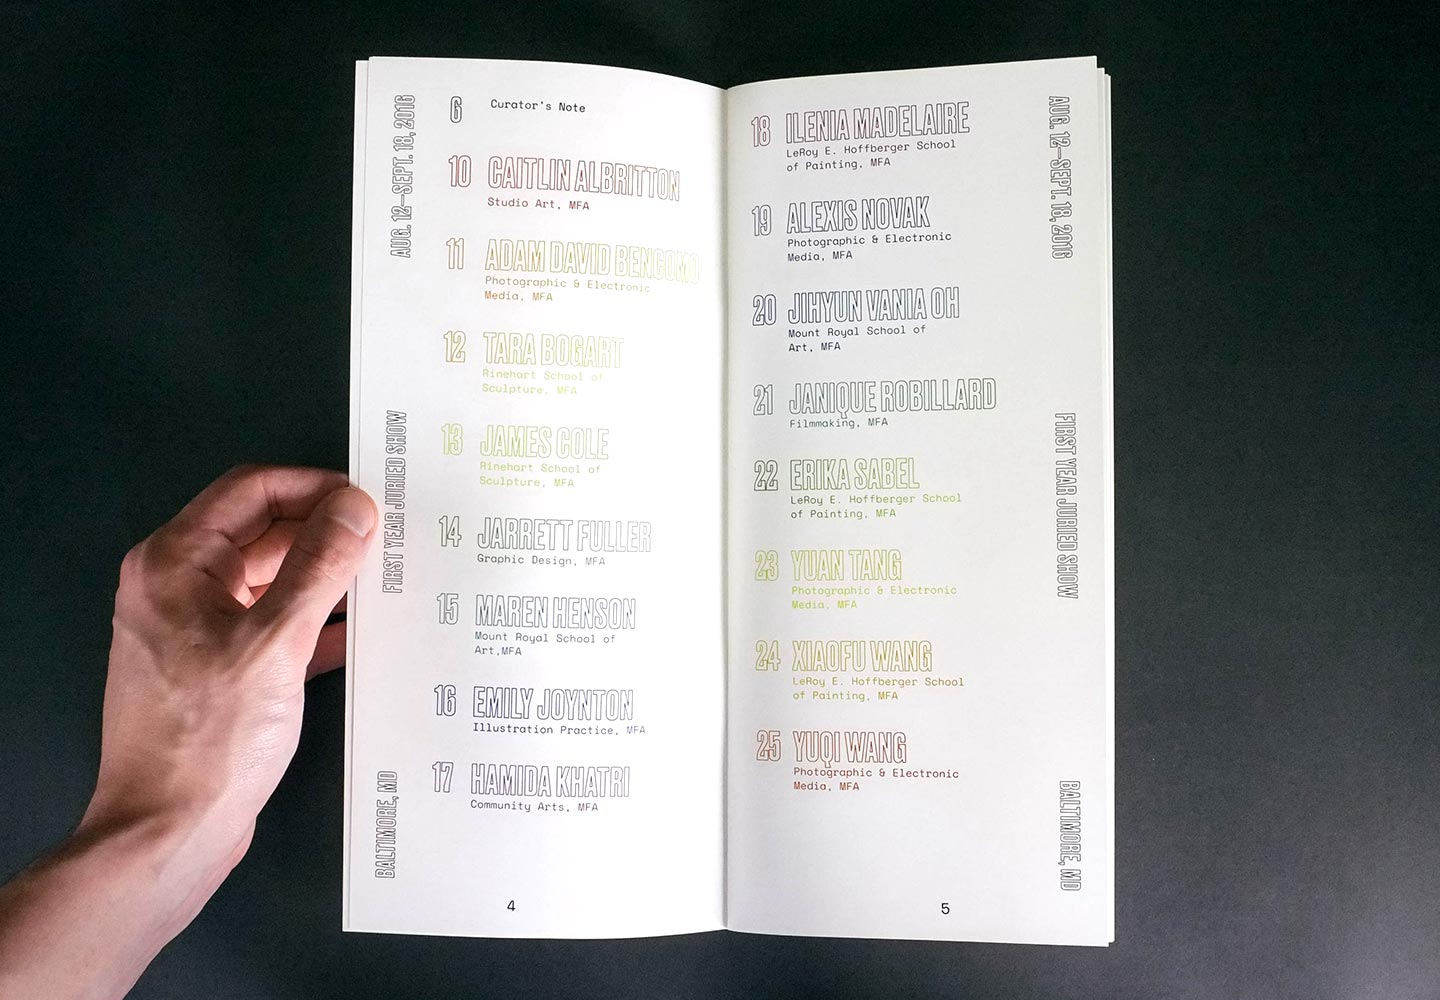 AUG. 12—SEPT. 18, 2016
FIRST YEAR JURIED SHOW
BALTIMORE, MD
6 Curator's Note
10 CAITLIN ALBRITTON
Studio Art, MFA
11 ADAM DAVID BENCOMO
Photographic & Electronic
Media, MFA
12 TARA BOGART
Rinehart School of
Sculpture, MFA
13 JAMES COLE
Rinehart School of
Sculpture, MFA
14 JARRETT FULLER
Graphic Design, MFA
15 MAREN HENSON
Mount Royal School of
Art,MFA
16 EMILY JOYNTON
Illustration Practice, MFA
17 HAMIDA KHATRI
Community Arts, MFA
4
18 ILENIA MADELAIRE
LeRoy E. Hoffberger School
of Painting, MFA
19 ALEXIS NOVAK
Photographic & Electronic
Media, MFA
20 JIHYUN VANIA OH
Mount Royal School of
Art, MFA
21 JANIQUE ROBILLARD
Filmmaking, MFA
22 ERIKA SABEL
LeRoy E. Hoffberger School
of Painting, MFA
23 YUAN TANG
Photographic & Electronic
Media, MFA
24 XIAOFU WANG
LeRoy E. Hoffberger School
of Painting, MFA
25 YUQI WANG
Photographic & Electronic
Media, MFA
5
AUG. 12—SEPT. 18, 2016
FIRST YEAR JURIED SHOW
BALTIMORE, MD